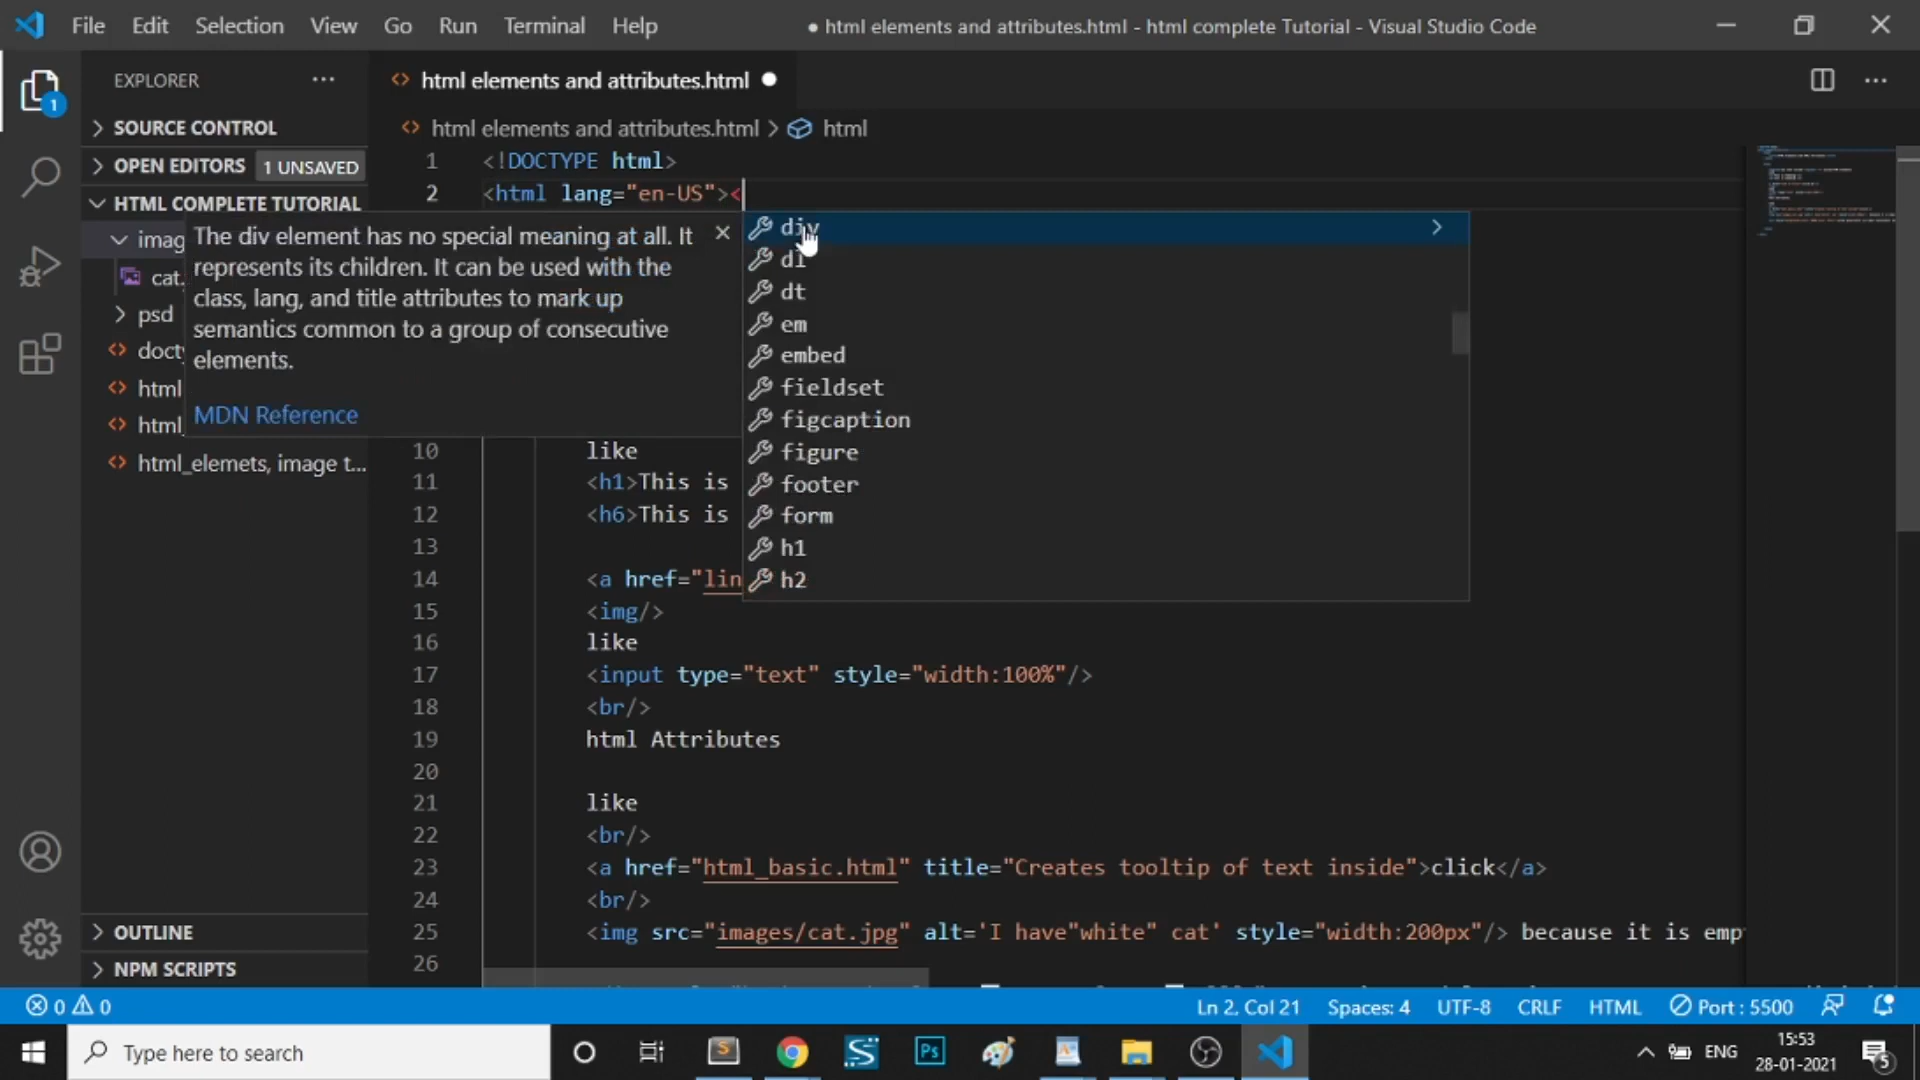 File Edit Selection View Go Run Terminal Help
● html elements and attributes.html - html complete Tutorial - Visual Studio Code
EXPLORER
1
SOURCE CONTROL
OPEN EDITORS 1 UNSAVED
HTML COMPLETE TUTORIAL
imag
cat.
psd
docty
html
html_
html_elemets, image t...
OUTLINE
NPM SCRIPTS
html elements and attributes.html
html elements and attributes.html > html
1 <!DOCTYPE html>
2 <html lang="en-US"><
The div element has no special meaning at all. It
represents its children. It can be used with the
class, lang, and title attributes to mark up
semantics common to a group of consecutive
elements.
MDN Reference
div
dl
dt
em
embed
fieldset
figcaption
figure
footer
form
h1
h2
10 like
11 <h1>This is
12 <h6>This is
13
14 <a href="lin
15 <img/>
16 like
17 <input type="text" style="width:100%"/>
18 <br/>
19 html Attributes
20
21 like
22 <br/>
23 <a href="html_basic.html" title="Creates tooltip of text inside">click</a>
24 <br/>
25 <img src="images/cat.jpg" alt='I have"white" cat' style="width:200px"/> because it is emp
26
0 0
Ln 2, Col 21 Spaces: 4 UTF-8 CRLF HTML Port : 5500
Type here to search
S
S
Ps
ENG
15:53
28-01-2021
5